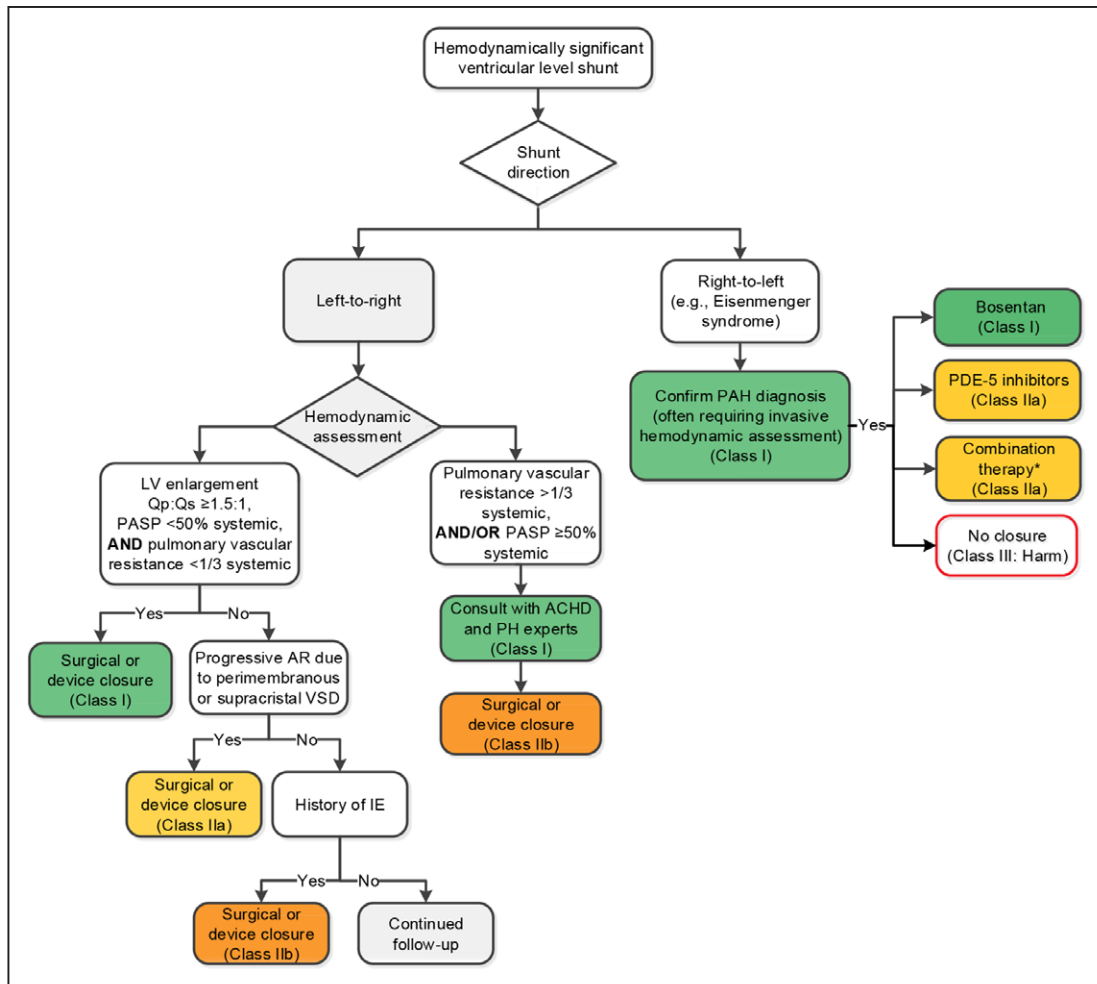 Hemodynamically significant
ventricular level shunt
Shunt
direction
Left-to-right
Right-to-left
(e.g., Eisenmenger
syndrome)
Hemodynamic
assessment
Confirm PAH diagnosis
(often requiring invasive
hemodynamic assessment)
(Class I)
Yes
Bosentan
(Class I)
PDE-5 inhibitors
(Class IIa)
Combination
therapy*
(Class IIa)
No closure
(Class III: Harm)
LV enlargement
Qp:Qs ≥1.5:1,
PASP <50% systemic,
AND pulmonary vascular
resistance <1/3 systemic
Pulmonary vascular
resistance >1/3
systemic,
AND/OR PASP ≥50%
systemic
Yes
No
Surgical or
device closure
(Class I)
Progressive AR due
to perimembranous
or supracristal VSD
Consult with ACHD
and PH experts
(Class I)
Surgical or
device closure
(Class IIb)
Yes
No
Surgical or
device closure
(Class IIa)
History of IE
Yes
No
Surgical or
device closure
(Class IIb)
Continued
follow-up